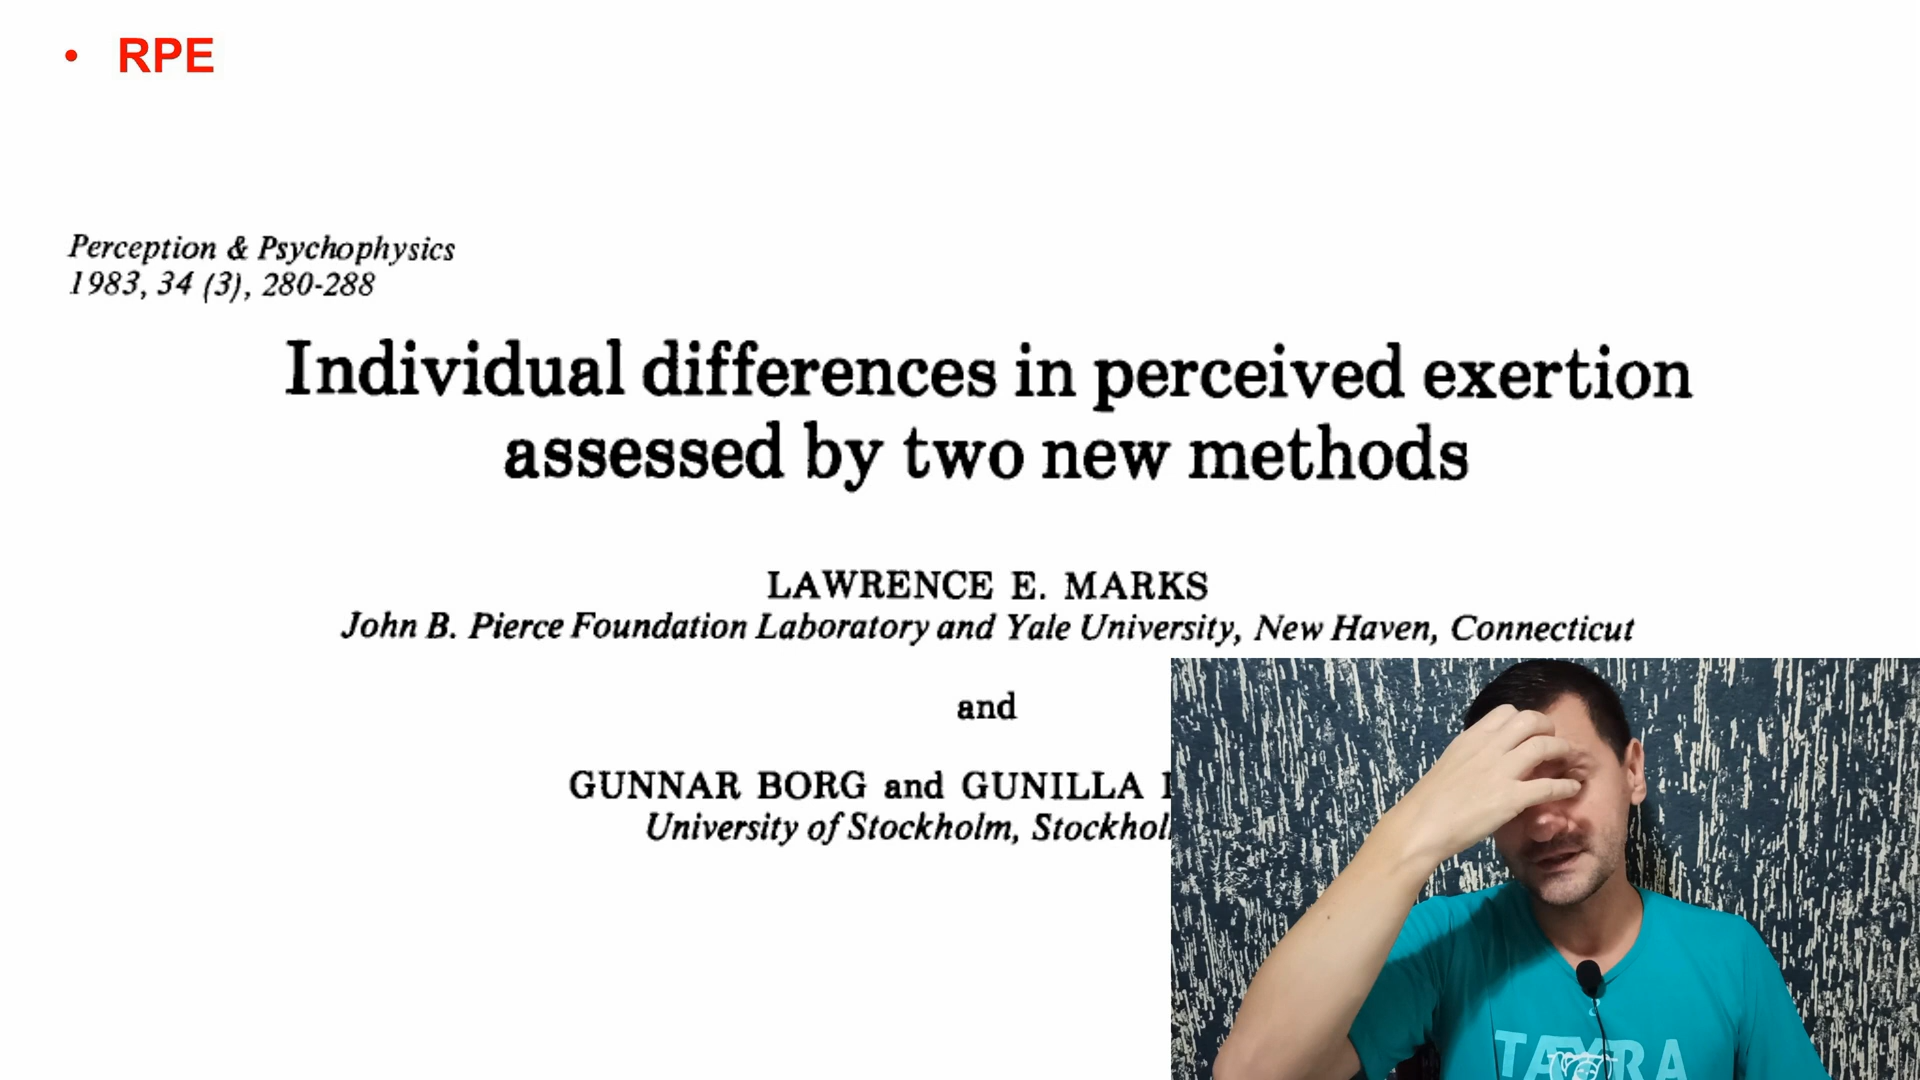 • RPE
Perception & Psychophysics
1983, 34 (3), 280-288
Individual differences in perceived exertion
assessed by two new methods
LAWRENCE E. MARKS
John B. Pierce Foundation Laboratory and Yale University, New Haven, Connecticut
and
GUNNAR BORG and GUNILLA
University of Stockholm,